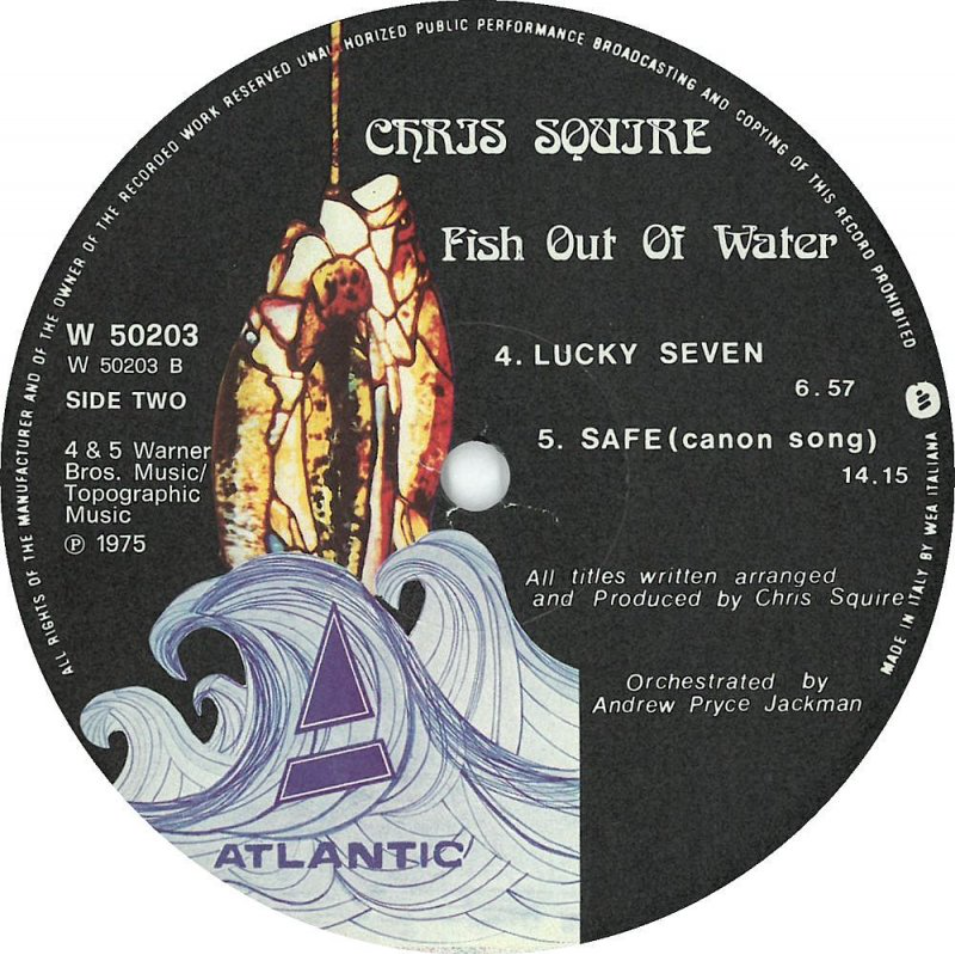 ALL RIGHTS OF THE MANUFACTURER AND OF THE OWNER OF THE RECORDED WORK RESERVED UNAUTHORIZED PUBLIC PERFORMANCE BROADCASTING AND COPYING OF THIS RECORD PROHIBITED
CHRIS SQUIRE
Fish Out Of Water
W 50203
W 50203 B
SIDE TWO
4 & 5 Warner
Bros. Music/
Topographic
Music
℗ 1975
4. LUCKY SEVEN
6.57
5. SAFE (canon song)
14.15
All titles written arranged
and Produced by Chris Squire
Orchestrated by
Andrew Pryce Jackman
MADE IN ITALY BY WEA ITALIANA
ATLANTIC